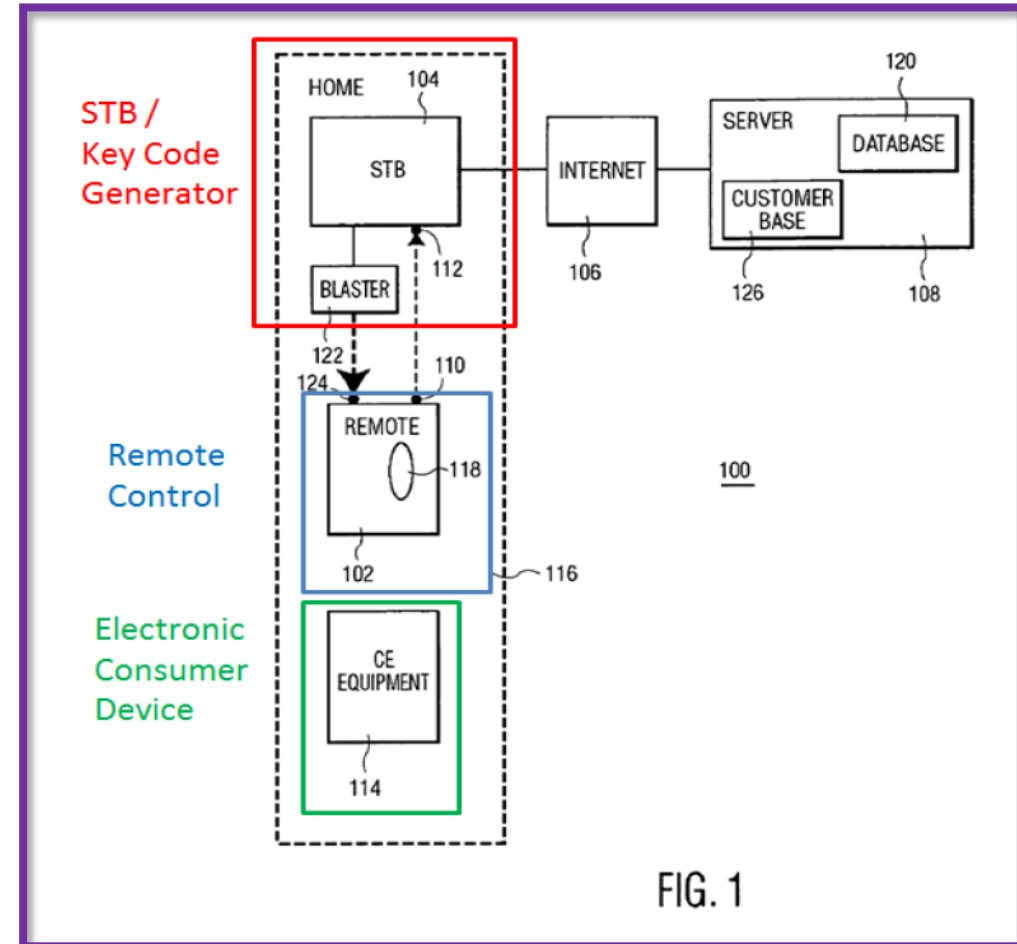 STB /
Key Code
Generator
HOME
104
STB
112
BLASTER
122
INTERNET
106
SERVER
120
DATABASE
CUSTOMER
BASE
126
108
Remote
Control
124
110
REMOTE
118
102
116
100
Electronic
Consumer
Device
CE
EQUIPMENT
114
FIG. 1